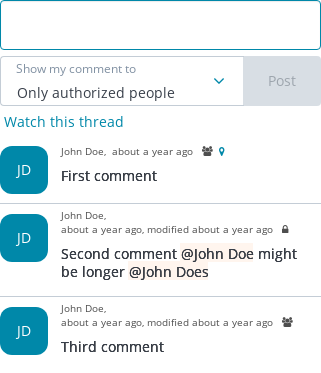 Show my comment to
Only authorized people
Post
Watch this thread
JD
John Doe, about a year ago
First comment
JD
John Doe,
about a year ago, modified about a year ago
Second comment @John Doe might
be longer @John Does
JD
John Doe,
about a year ago, modified about a year ago
Third comment